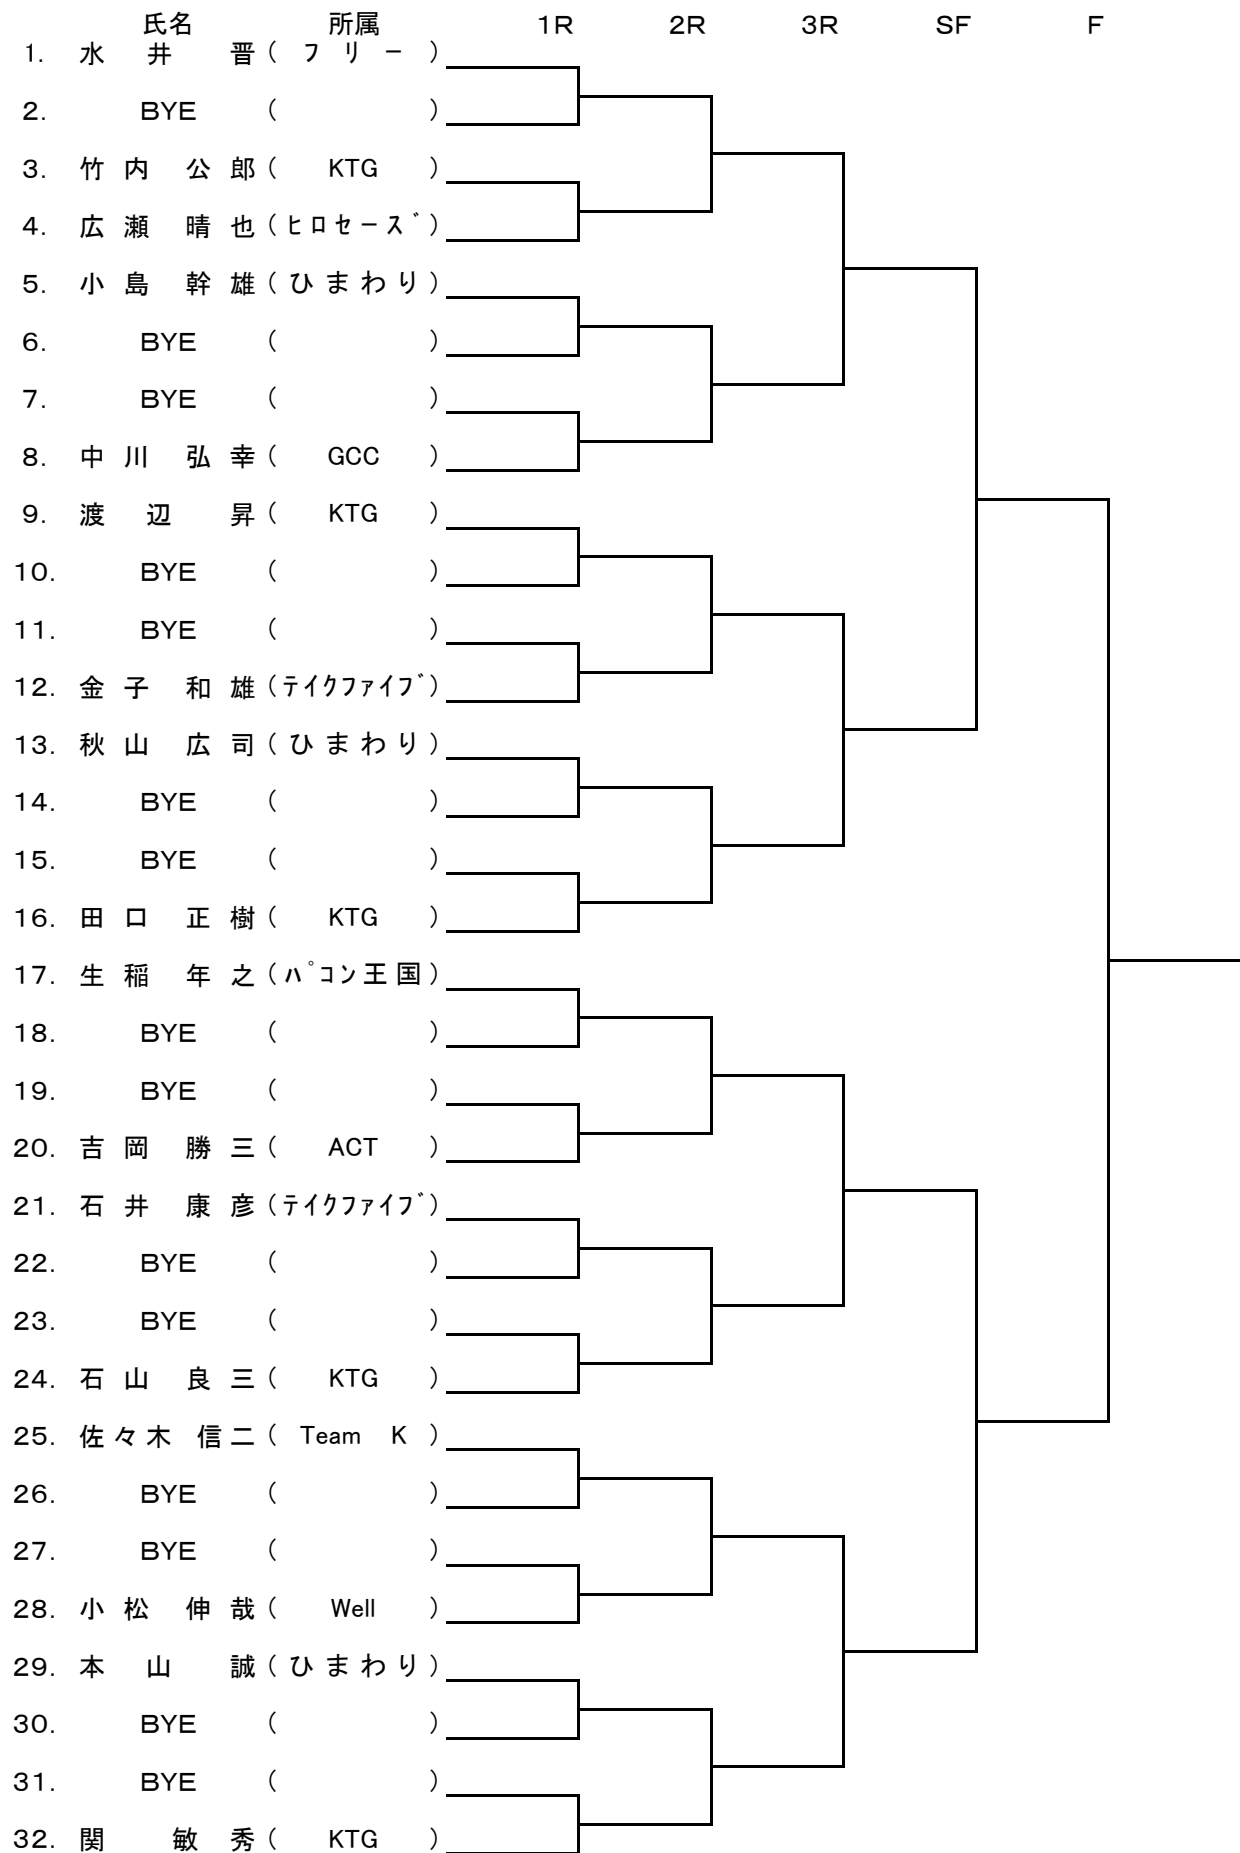 氏名 所属 1R 2R 3R SF F
1. 水 井 晋 ( フ リ ー )
2. BYE ( )
3. 竹 内 公 郎 ( KTG )
4. 広 瀬 晴 也 ( ヒロセーズ )
5. 小 島 幹 雄 ( ひまわり )
6. BYE ( )
7. BYE ( )
8. 中 川 弘 幸 ( GCC )
9. 渡 辺 昇 ( KTG )
10. BYE ( )
11. BYE ( )
12. 金 子 和 雄 (テイクファイブ)
13. 秋 山 広 司 ( ひまわり )
14. BYE ( )
15. BYE ( )
16. 田 口 正 樹 ( KTG )
17. 生 稲 年 之 (パコン王国)
18. BYE ( )
19. BYE ( )
20. 吉 岡 勝 三 ( ACT )
21. 石 井 康 彦 (テイクファイブ)
22. BYE ( )
23. BYE ( )
24. 石 山 良 三 ( KTG )
25. 佐々木 信二 ( Team K )
26. BYE ( )
27. BYE ( )
28. 小 松 伸 哉 ( Well )
29. 本 山 誠 ( ひまわり )
30. BYE ( )
31. BYE ( )
32. 関 敏 秀 ( KTG )